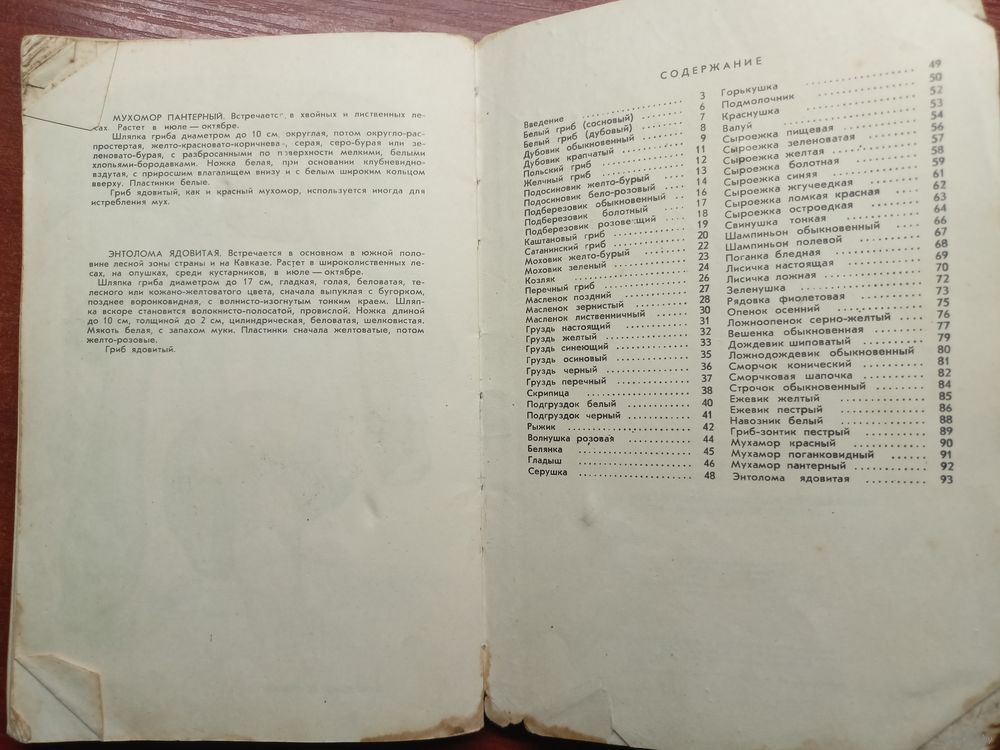 МУХОМОР ПАНТЕРНЫЙ. Встречается в хвойных и лиственных ле-
сах. Растет в июле — октябре.
Шляпка гриба диаметром до 10 см, округлая, потом округло-рас-
простертая, желто-красновато-коричневая, серая, серо-бурая или зе-
леновато-бурая, с разбросанными по поверхности мелкими, белыми
хлопьями-бородавками. Ножка белая, при основании клубневидно-
вздутая, с приросшим влагалищем внизу и с белым широким кольцом
вверху. Пластинки белые.
Гриб ядовитый, как и красный мухомор, используется иногда для
истребления мух.
ЭНТОЛОМА ЯДОВИТАЯ. Встречается в основном в южной поло-
вине лесной зоны страны и на Кавказе. Растет в широколиственных ле-
сах, на опушках, среди кустарников, в июле — октябре.
Шляпка гриба диаметром до 17 см, гладкая, голая, беловатая, те-
лесного или кожано-желтоватого цвета, сначала выпуклая с бугорком,
позднее воронковидная, с волнисто-изогнутым тонким краем. Шляп-
ка вскоре становится волокнисто-полосатой, провислой. Ножка длиной
до 10 см, толщиной до 2 см, цилиндрическая, беловатая, шелковистая.
Мякоть белая, с запахом муки. Пластинки сначала желтоватые, потом
желто-розовые.
Гриб ядовитый.
СОДЕРЖАНИЕ
Введение 3
Белый гриб (сосновый) 6
Белый гриб (дубовый) 7
Дубовик обыкновенный 8
Дубовик крапчатый 9
Польский гриб 11
Желчный гриб 12
Подосиновик желто-бурый 13
Подосиновик бело-розовый 14
Подберезовик обыкновенный 16
Подберезовик болотный 17
Подберезовик розовеющий 18
Каштановый гриб 19
Сатанинский гриб 20
Моховик желто-бурый 22
Моховик зеленый 23
Козляк 24
Перечный гриб 26
Масленок поздний 27
Масленок зернистый 28
Масленок лиственничный 30
Груздь настоящий 31
Груздь желтый 32
Груздь синеющий 33
Груздь осиновый 35
Груздь черный 36
Груздь перечный 37
Скрипица 38
Подгруздок белый 40
Подгруздок черный 41
Рыжик 42
Волнушка розовая 44
Белянка 45
Гладыш 46
Серушка 48
Горькушка 49
Подмолочник 50
Краснушка 52
Валуй 53
Сыроежка пищевая 54
Сыроежка зеленоватая 56
Сыроежка желтая 57
Сыроежка болотная 58
Сыроежка синяя 59
Сыроежка жгучеедкая 61
Сыроежка ломкая красная 62
Сыроежка остроедкая 63
Свинушка тонкая 64
Шампиньон обыкновенный 66
Шампиньон полевой 67
Поганка бледная 68
Лисичка настоящая 69
Лисичка ложная 70
Зеленушка 72
Рядовка фиолетовая 73
Опенок осенний 75
Ложноопенок серно-желтый 76
Вешенка обыкновенная 77
Дождевик шиповатый 79
Ложнодождевик обыкновенный 80
Сморчок конический 81
Сморчковая шапочка 82
Строчок обыкновенный 84
Ежевик желтый 85
Ежевик пестрый 86
Навозник белый 88
Гриб-зонтик пестрый 89
Мухамор красный 90
Мухамор поганковидный 91
Мухамор пантерный 92
Энтолома ядовитая 93